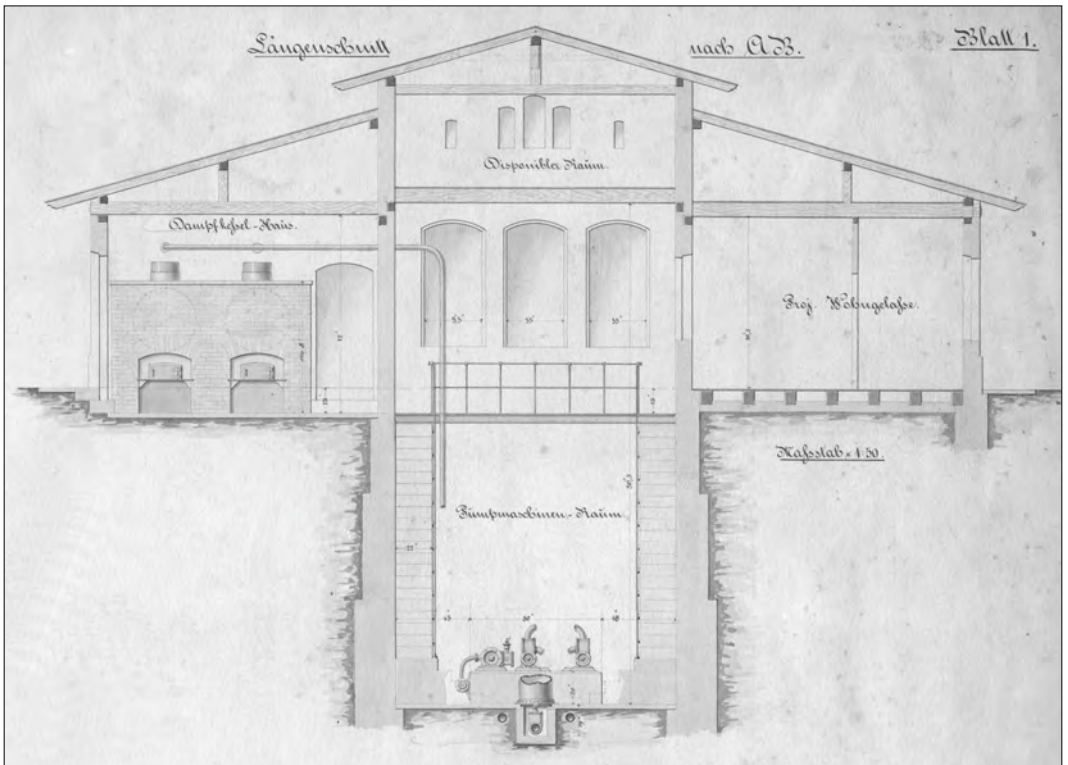 Längenschnitt nach A B. Blatt 1.
Disponibler Raum.
Dampfkeßel-Haus.
Proj. Wohngelaße.
Maßstab = 1:50.
Pumpmaschinen-Raum.